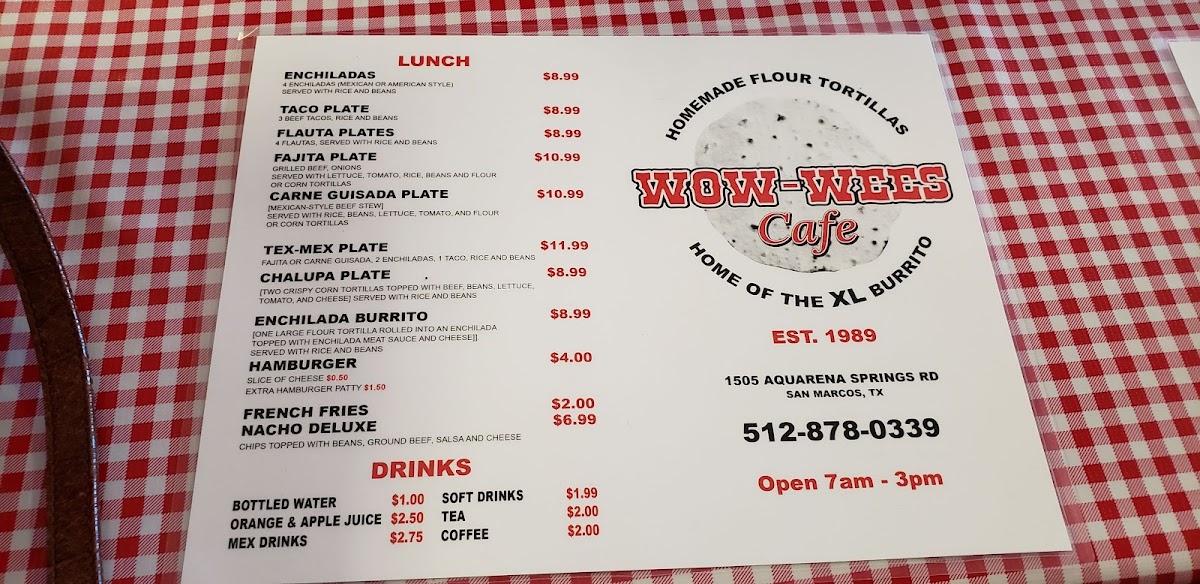 LUNCH
ENCHILADAS $8.99
4 ENCHILADAS (MEXICAN OR AMERICAN STYLE)
SERVED WITH RICE AND BEANS
TACO PLATE $8.99
3 BEEF TACOS, RICE AND BEANS
FLAUTA PLATES $8.99
4 FLAUTAS, SERVED WITH RICE AND BEANS
FAJITA PLATE $10.99
GRILLED BEEF, ONIONS
SERVED WITH LETTUCE, TOMATO, RICE, BEANS AND FLOUR
OR CORN TORTILLAS
CARNE GUISADA PLATE $10.99
[MEXICAN-STYLE BEEF STEW]
SERVED WITH RICE, BEANS, LETTUCE, TOMATO, AND FLOUR
OR CORN TORTILLAS
TEX-MEX PLATE $11.99
FAJITA OR CARNE GUISADA, 2 ENCHILADAS, 1 TACO, RICE AND BEANS
CHALUPA PLATE $8.99
[TWO CRISPY CORN TORTILLAS TOPPED WITH BEEF, BEANS, LETTUCE,
TOMATO, AND CHEESE] SERVED WITH RICE AND BEANS
ENCHILADA BURRITO $8.99
[ONE LARGE FLOUR TORTILLA ROLLED INTO AN ENCHILADA
TOPPED WITH ENCHILADA MEAT SAUCE AND CHEESE]]
SERVED WITH RICE AND BEANS
HAMBURGER $4.00
SLICE OF CHEESE $0.50
EXTRA HAMBURGER PATTY $1.50
FRENCH FRIES $2.00
NACHO DELUXE $6.99
CHIPS TOPPED WITH BEANS, GROUND BEEF, SALSA AND CHEESE
DRINKS
BOTTLED WATER $1.00 SOFT DRINKS $1.99
ORANGE & APPLE JUICE $2.50 TEA $2.00
MEX DRINKS $2.75 COFFEE $2.00
HOMEMADE FLOUR TORTILLAS
WOW-WEES
Cafe
HOME OF THE XL BURRITO
EST. 1989
1505 AQUARENA SPRINGS RD
SAN MARCOS, TX
512-878-0339
Open 7am - 3pm